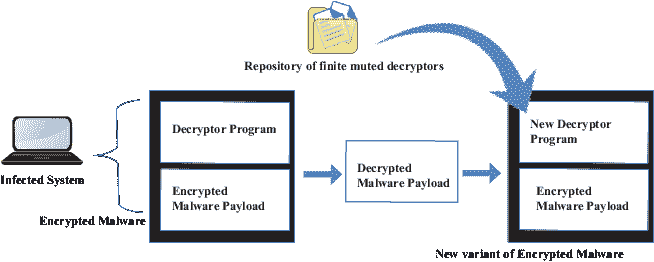 Repository of finite muted decryptors
Decryptor Program
Encrypted
Malware Payload
Infected System
Encrypted Malware
Decrypted
Malware Payload
New Decryptor
Program
Encrypted
Malware Payload
New variant of Encrypted Malware